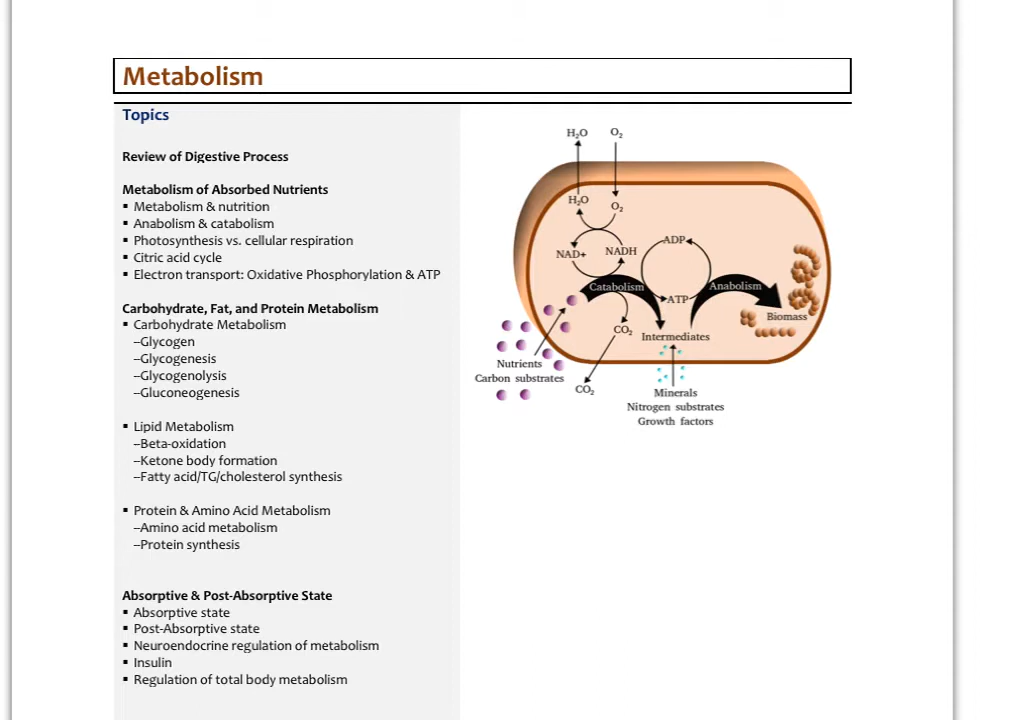 Metabolism
Topics
Review of Digestive Process
Metabolism of Absorbed Nutrients
▪ Metabolism & nutrition
▪ Anabolism & catabolism
▪ Photosynthesis vs. cellular respiration
▪ Citric acid cycle
▪ Electron transport: Oxidative Phosphorylation & ATP
Carbohydrate, Fat, and Protein Metabolism
▪ Carbohydrate Metabolism
–Glycogen
–Glycogenesis
–Glycogenolysis
–Gluconeogenesis
▪ Lipid Metabolism
–Beta-oxidation
–Ketone body formation
–Fatty acid/TG/cholesterol synthesis
▪ Protein & Amino Acid Metabolism
–Amino acid metabolism
–Protein synthesis
Absorptive & Post-Absorptive State
▪ Absorptive state
▪ Post-Absorptive state
▪ Neuroendocrine regulation of metabolism
▪ Insulin
▪ Regulation of total body metabolism
H₂O O₂
H₂O O₂
NAD+ NADH ADP
Catabolism ATP Anabolism
Biomass
CO₂ Intermediates
Nutrients
Carbon substrates
CO₂
Minerals
Nitrogen substrates
Growth factors